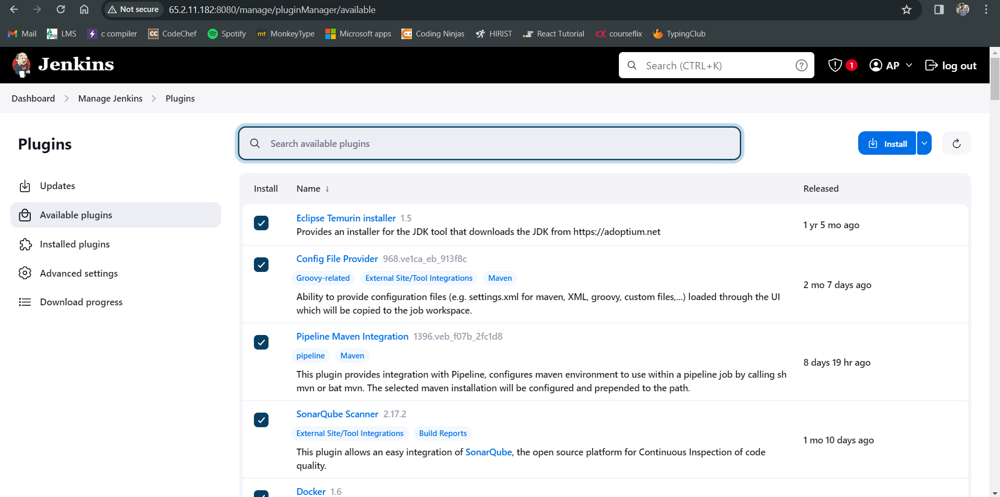 Not secure 65.2.11.182:8080/manage/pluginManager/available
Mail LMS c compiler CC CodeChef Spotify mt MonkeyType Microsoft apps Coding Ninjas HIRIST React Tutorial CX courseflix TypingClub
Jenkins Search (CTRL+K) ? 1 AP log out
Dashboard Manage Jenkins Plugins
Plugins
Search available plugins
Install
Updates
Available plugins
Installed plugins
Advanced settings
Download progress
Install Name ↓ Released
Eclipse Temurin installer 1.5
Provides an installer for the JDK tool that downloads the JDK from https://adoptium.net
1 yr 5 mo ago
Config File Provider 968.ve1ca_eb_913f8c
Groovy-related External Site/Tool Integrations Maven
Ability to provide configuration files (e.g. settings.xml for maven, XML, groovy, custom files,...) loaded through the UI
which will be copied to the job workspace.
2 mo 7 days ago
Pipeline Maven Integration 1396.veb_f07b_2fc1d8
pipeline Maven
This plugin provides integration with Pipeline, configures maven environment to use within a pipeline job by calling sh
mvn or bat mvn. The selected maven installation will be configured and prepended to the path.
8 days 19 hr ago
SonarQube Scanner 2.17.2
External Site/Tool Integrations Build Reports
This plugin allows an easy integration of SonarQube, the open source platform for Continuous Inspection of code
quality.
1 mo 10 days ago
Docker 1.6